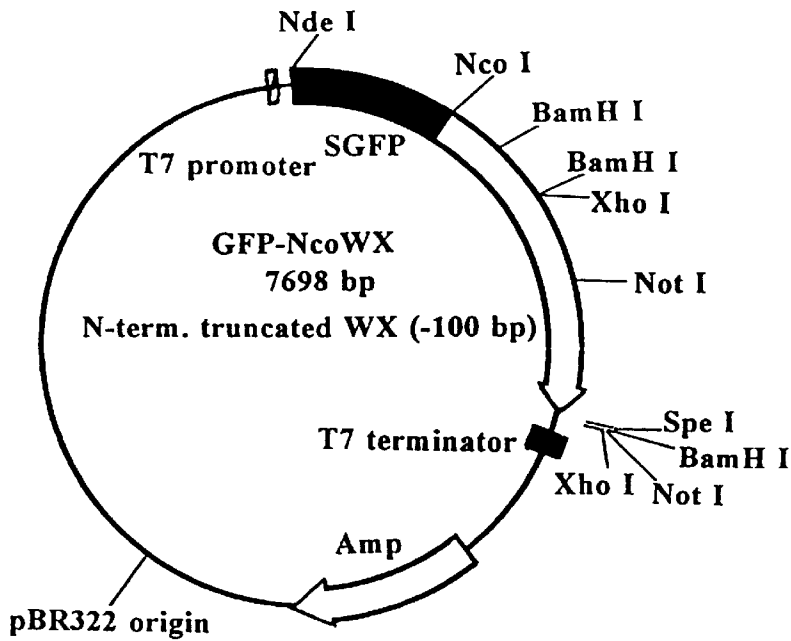 Nde I
Nco I
BamH I
T7 promoter
SGFP
BamH I
Xho I
GFP-NcoWX
7698 bp
Not I
N-term. truncated WX (-100 bp)
T7 terminator
Spe I
BamH I
Xho I
Not I
Amp
pBR322 origin